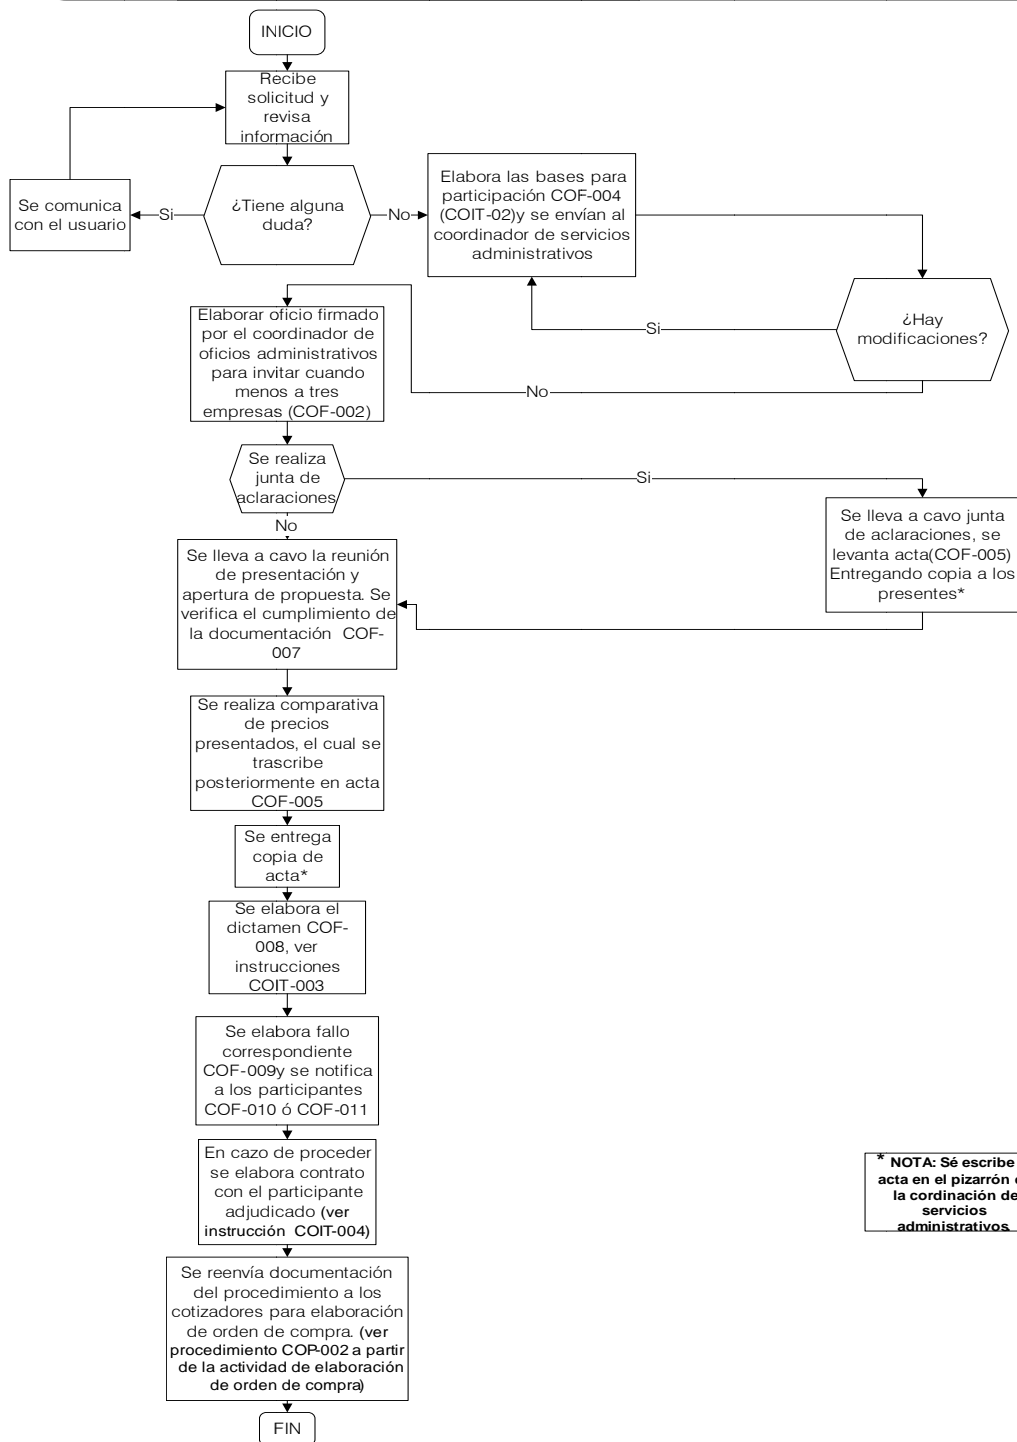 INICIO
Recibe
solicitud y
revisa
información
¿Tiene alguna
duda?
Si
Se comunica
con el usuario
No
Elabora las bases para
participación COF-004
(COIT-02)y se envían al
coordinador de servicios
administrativos
¿Hay
modificaciones?
Si
No
Elaborar oficio firmado
por el coordinador de
oficios administrativos
para invitar cuando
menos a tres
empresas (COF-002)
Se realiza
junta de
aclaraciones
Si
No
Se lleva a cavo junta
de aclaraciones, se
levanta acta(COF-005)
Entregando copia a los
presentes*
Se lleva a cavo la reunión
de presentación y
apertura de propuesta. Se
verifica el cumplimiento de
la documentación COF-
007
Se realiza comparativa
de precios
presentados, el cual se
trascribe
posteriormente en acta
COF-005
Se entrega
copia de
acta*
Se elabora el
dictamen COF-
008, ver
instrucciones
COIT-003
Se elabora fallo
correspondiente
COF-009y se notifica
a los participantes
COF-010 ó COF-011
En cazo de proceder
se elabora contrato
con el participante
adjudicado (ver
instrucción COIT-004)
* NOTA: Sé escribe
acta en el pizarrón
la cordinación de
servicios
administrativos
Se reenvía documentación
del procedimiento a los
cotizadores para elaboración
de orden de compra. (ver
procedimiento COP-002 a partir
de la actividad de elaboración
de orden de compra)
FIN